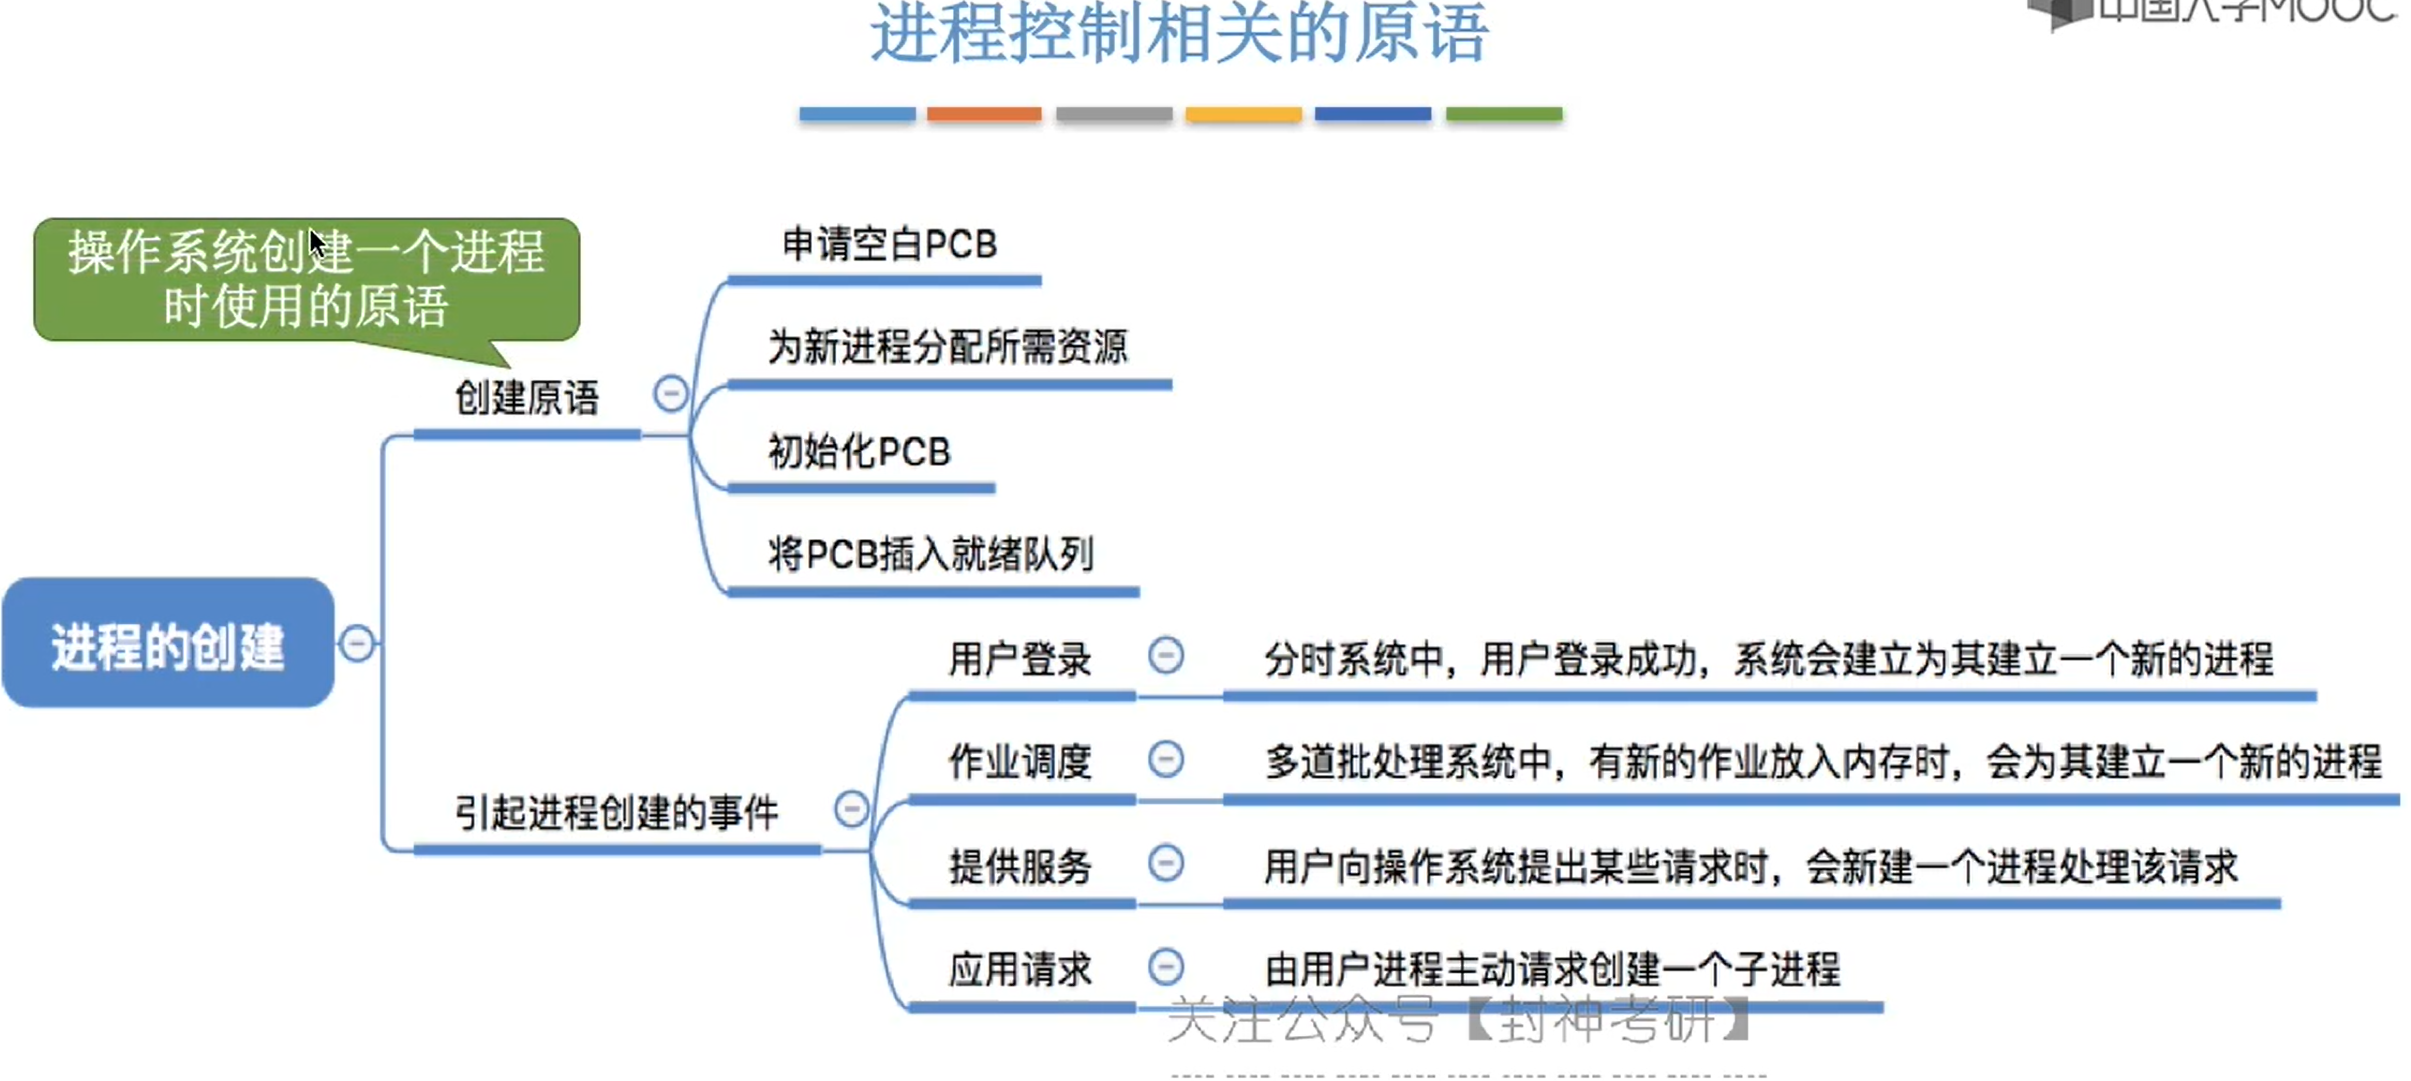 进程控制相关的原语
中国大学MOOC
操作系统创建一个进程
时使用的原语
申请空白PCB
为新进程分配所需资源
创建原语
初始化PCB
将PCB插入就绪队列
进程的创建
用户登录
分时系统中，用户登录成功，系统会建立为其建立一个新的进程
作业调度
多道批处理系统中，有新的作业放入内存时，会为其建立一个新的进程
引起进程创建的事件
提供服务
用户向操作系统提出某些请求时，会新建一个进程处理该请求
应用请求
由用户进程主动请求创建一个子进程
关注公众号【封神考研】